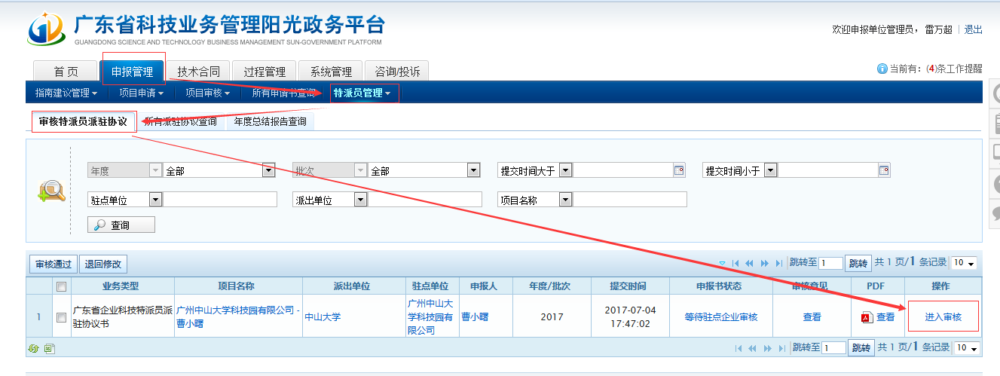 广东省科技业务管理阳光政务平台
GUANGDONG SCIENCE AND TECHNOLOGY BUSINESS MANAGEMENT SUN-GOVERNMENT PLATFORM
欢迎申报单位管理员， 雷万超 | 退出
首 页 申报管理 技术合同 过程管理 系统管理 咨询/投诉
当前有：(4)条工作提醒
指南建议管理 项目申请 项目审核 所有申请书查询 特派员管理
审核特派员派驻协议 所有派驻协议查询 年度总结报告查询
年度 全部 批次 全部 提交时间大于 提交时间小于
驻点单位 派出单位 项目名称
查询
审核通过 退回修改 跳转至 1 跳转 共 1 页/1 条记录 10
业务类型 项目名称 派出单位 驻点单位 申报人 年度/批次 提交时间 申报书状态 审核意见 PDF 操作
1 广东省企业科技特派员派驻协议书 广州中山大学科技园有限公司 - 曹小曙 中山大学 广州中山大学科技园有限公司 曹小曙 2017 2017-07-04 17:47:02 等待驻点企业审核 查看 查看 进入审核
跳转至 1 跳转 共 1 页/1 条记录 10